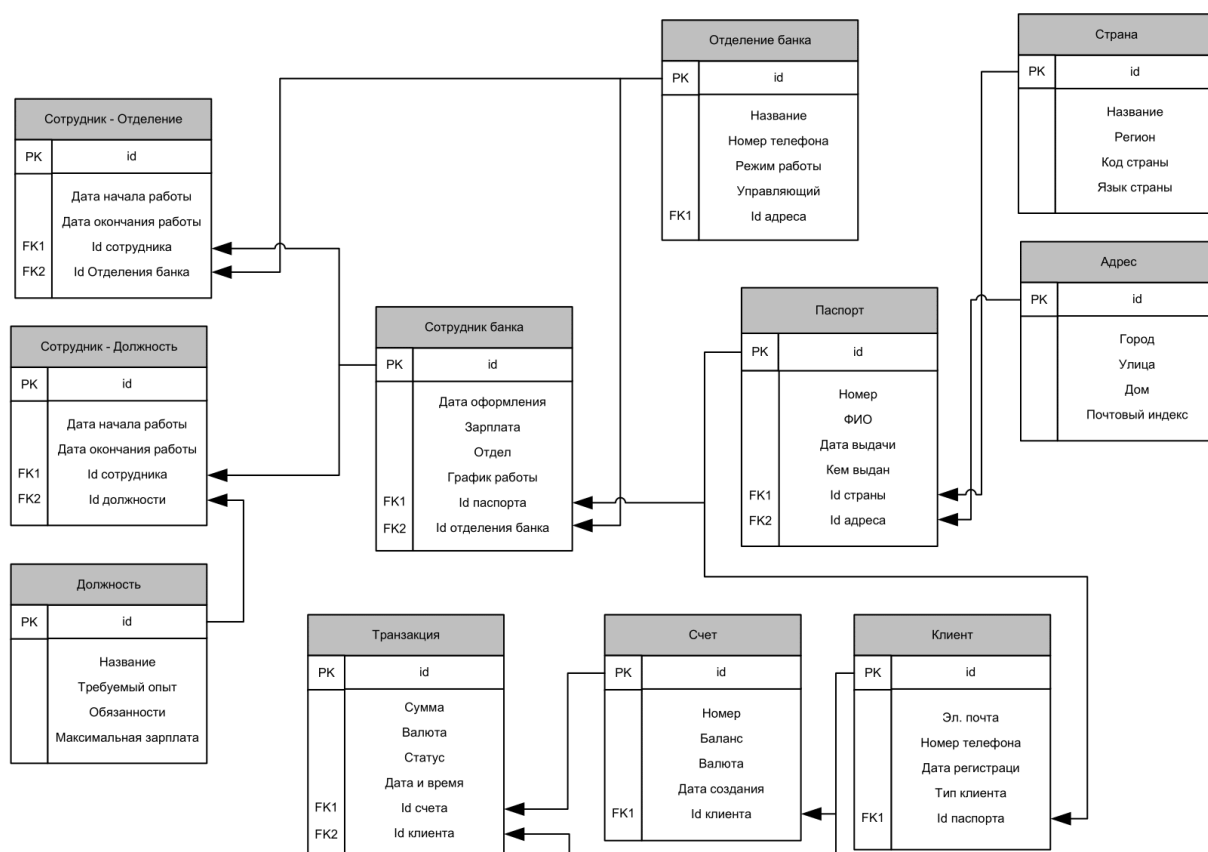 Отделение банка
PK id
Название
Номер телефона
Режим работы
Управляющий
FK1 Id адреса
Страна
PK id
Название
Регион
Код страны
Язык страны
Сотрудник - Отделение
PK id
Дата начала работы
Дата окончания работы
FK1 Id сотрудника
FK2 Id Отделения банка
Адрес
PK id
Город
Улица
Дом
Почтовый индекс
Сотрудник банка
PK id
Дата оформления
Зарплата
Отдел
График работы
FK1 Id паспорта
FK2 Id отделения банка
Паспорт
PK id
Номер
ФИО
Дата выдачи
Кем выдан
FK1 Id страны
FK2 Id адреса
Сотрудник - Должность
PK id
Дата начала работы
Дата окончания работы
FK1 Id сотрудника
FK2 Id должности
Должность
PK id
Название
Требуемый опыт
Обязанности
Максимальная зарплата
Транзакция
PK id
Сумма
Валюта
Статус
Дата и время
FK1 Id счета
FK2 Id клиента
Счет
PK id
Номер
Баланс
Валюта
Дата создания
FK1 Id клиента
Клиент
PK id
Эл. почта
Номер телефона
Дата регистраци
Тип клиента
FK1 Id паспорта